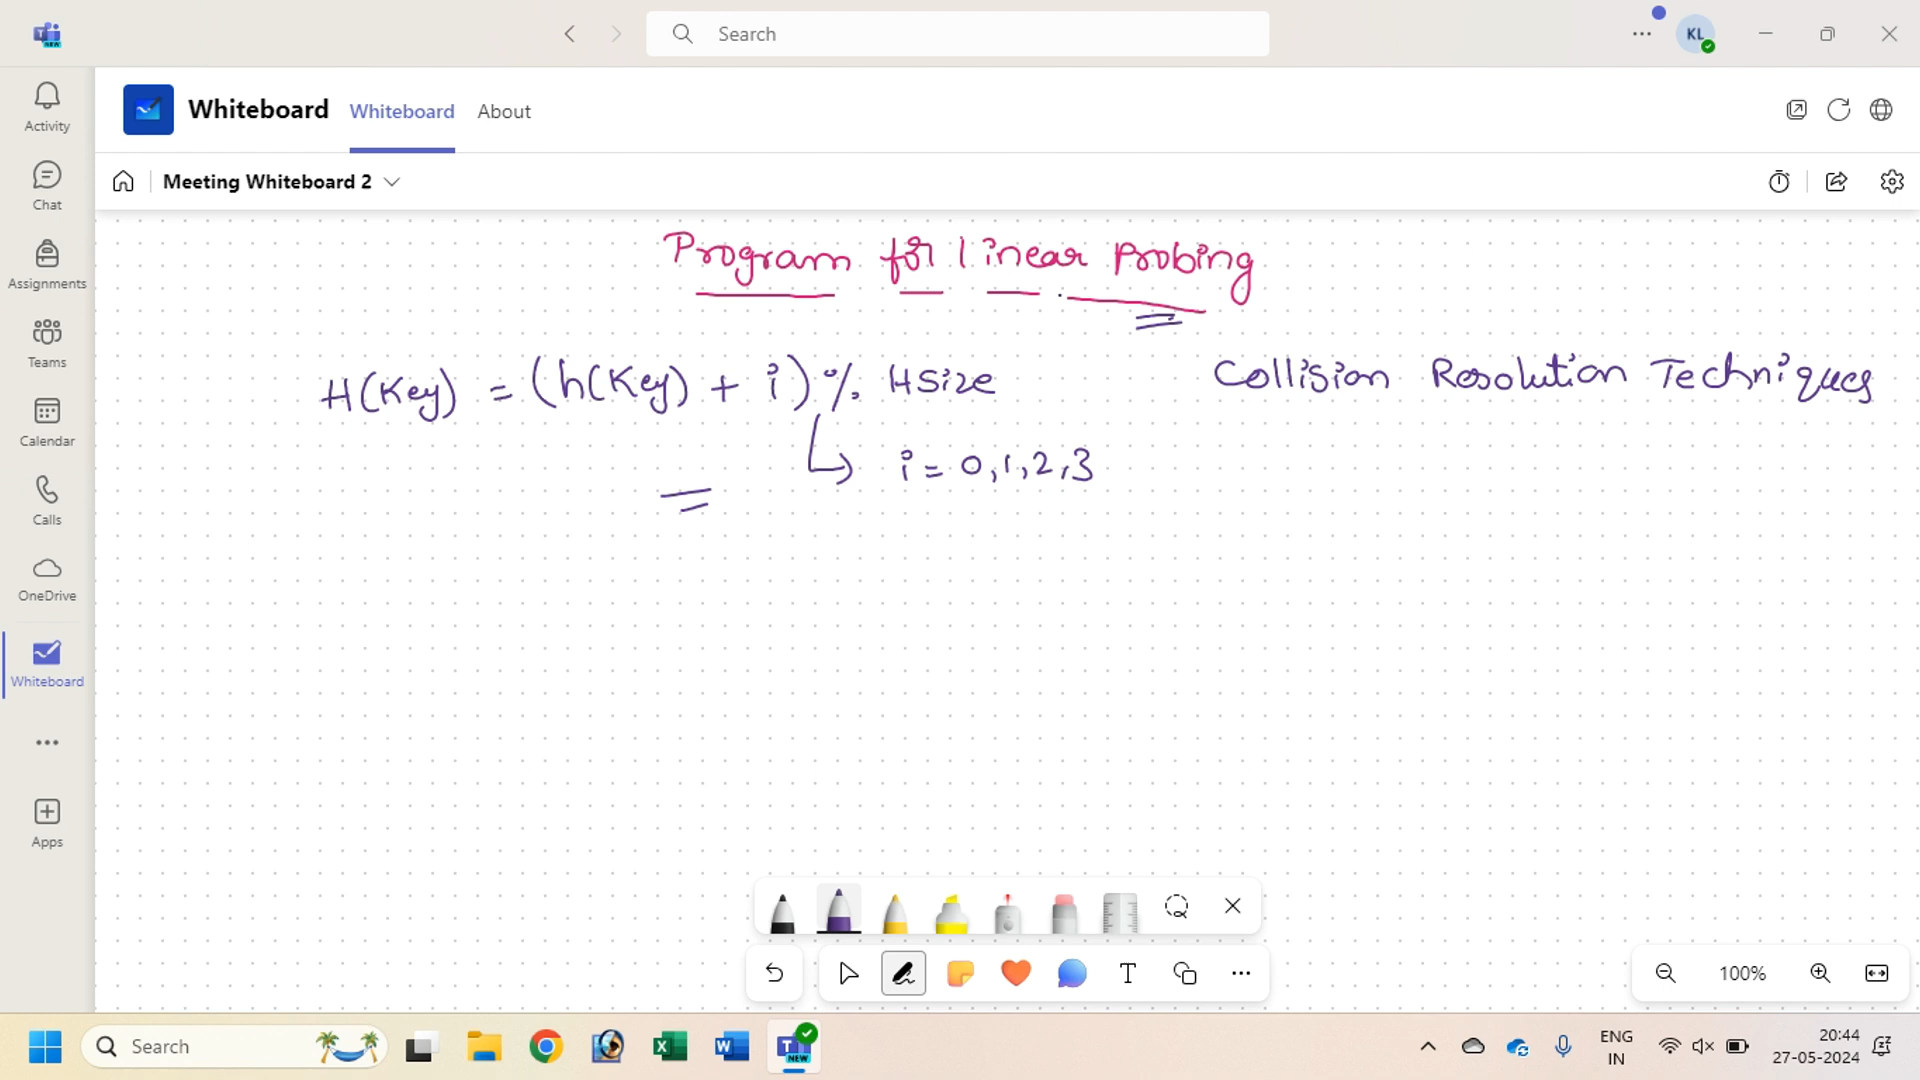 Search
KL
Activity
Chat
Assignments
Teams
Calendar
Calls
OneDrive
Whiteboard
Apps
Whiteboard Whiteboard About
Meeting Whiteboard 2
Program for linear Probing
H(Key) = (h(Key) + i) % HSize
i = 0,1,2,3
Collision Resolution Techniques
100%
Search
NEW
ENG
IN
20:44
27-05-2024